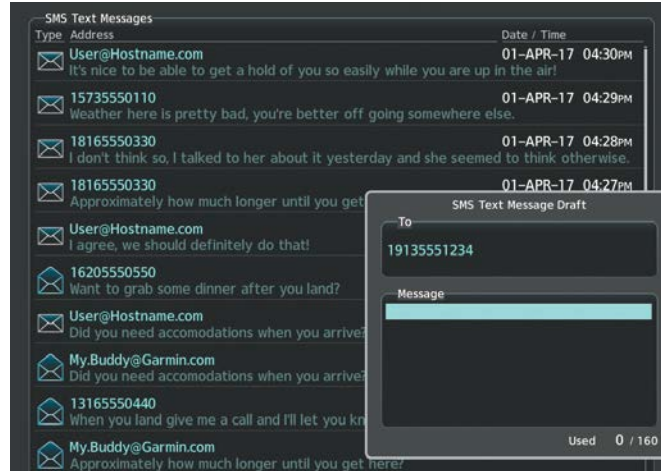 SMS Text Messages
Type Address Date / Time
User@Hostname.com 01-APR-17 04:30PM
It's nice to be able to get a hold of you so easily while you are up in the air!
15735550110 01-APR-17 04:29PM
Weather here is pretty bad, you're better off going somewhere else.
18165550330 01-APR-17 04:28PM
I don't think so, I talked to her about it yesterday and she seemed to think otherwise.
18165550330 01-APR-17 04:27PM
Approximately how much longer until you get
User@Hostname.com
I agree, we should definitely do that!
16205550550
Want to grab some dinner after you land?
User@Hostname.com
Did you need accomodations when you arrive?
My.Buddy@Garmin.com
Did you need accomodations when you arrive?
13165550440
When you land give me a call and I'll let you kn
My.Buddy@Garmin.com
Approximately how much longer until you get here?
SMS Text Message Draft
To
19135551234
Message
Used 0 / 160